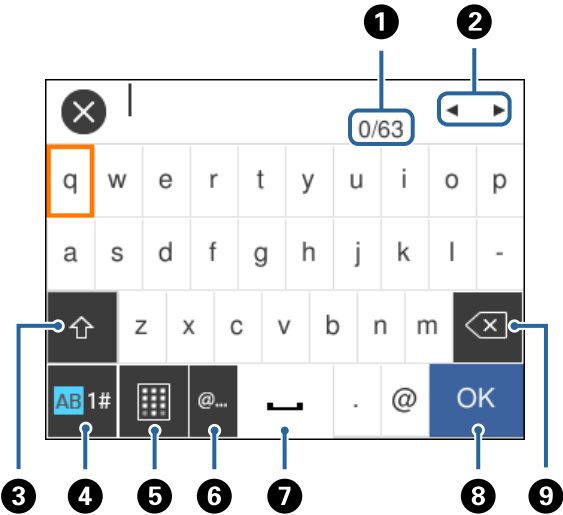 1 2
0/63
q w e r t y u i o p
a s d f g h j k l -
z x c v b n m
AB 1# @... . @ OK
3 4 5 6 7 8 9